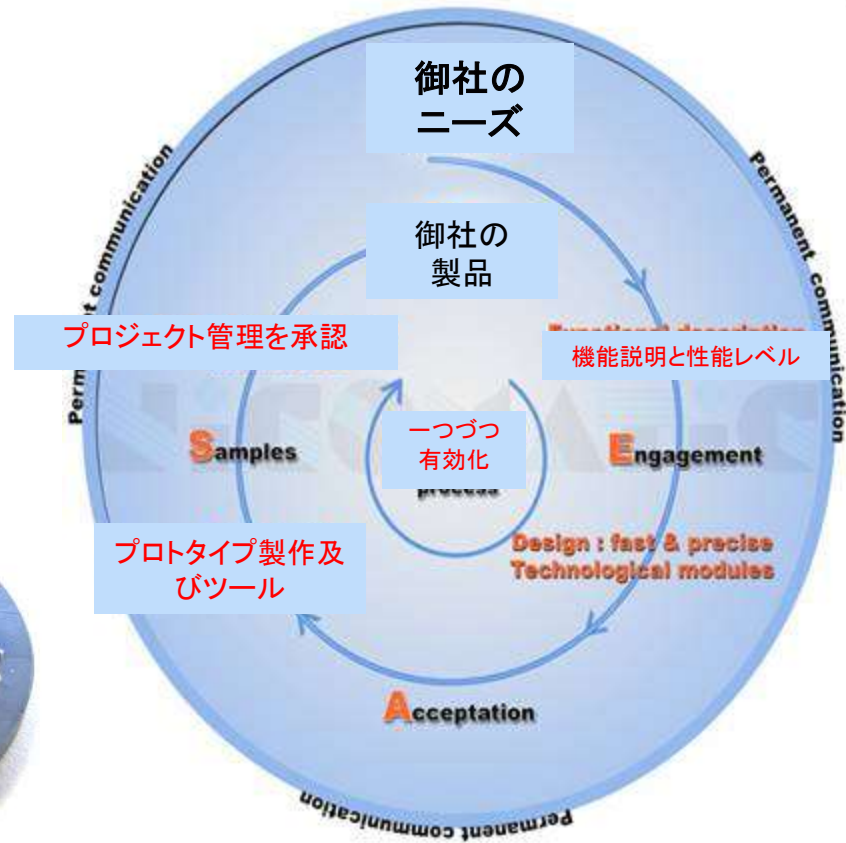 御社の
ニーズ
Permanent communication
Permanent communication
御社の
製品
プロジェクト管理を承認
機能説明と性能レベル
一つづつ
有効化
process
Samples
Engagement
プロトタイプ製作及
びツール
Design : fast & precise
Technological modules
Acceptation
Permanent communication